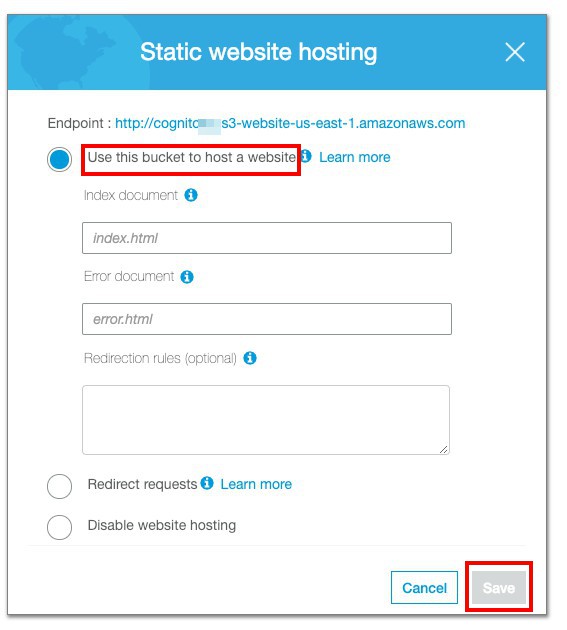 Static website hosting
Endpoint : http://cognito s3-website-us-east-1.amazonaws.com
Use this bucket to host a website Learn more
Index document
index.html
Error document
error.html
Redirection rules (optional)
Redirect requests Learn more
Disable website hosting
Cancel Save